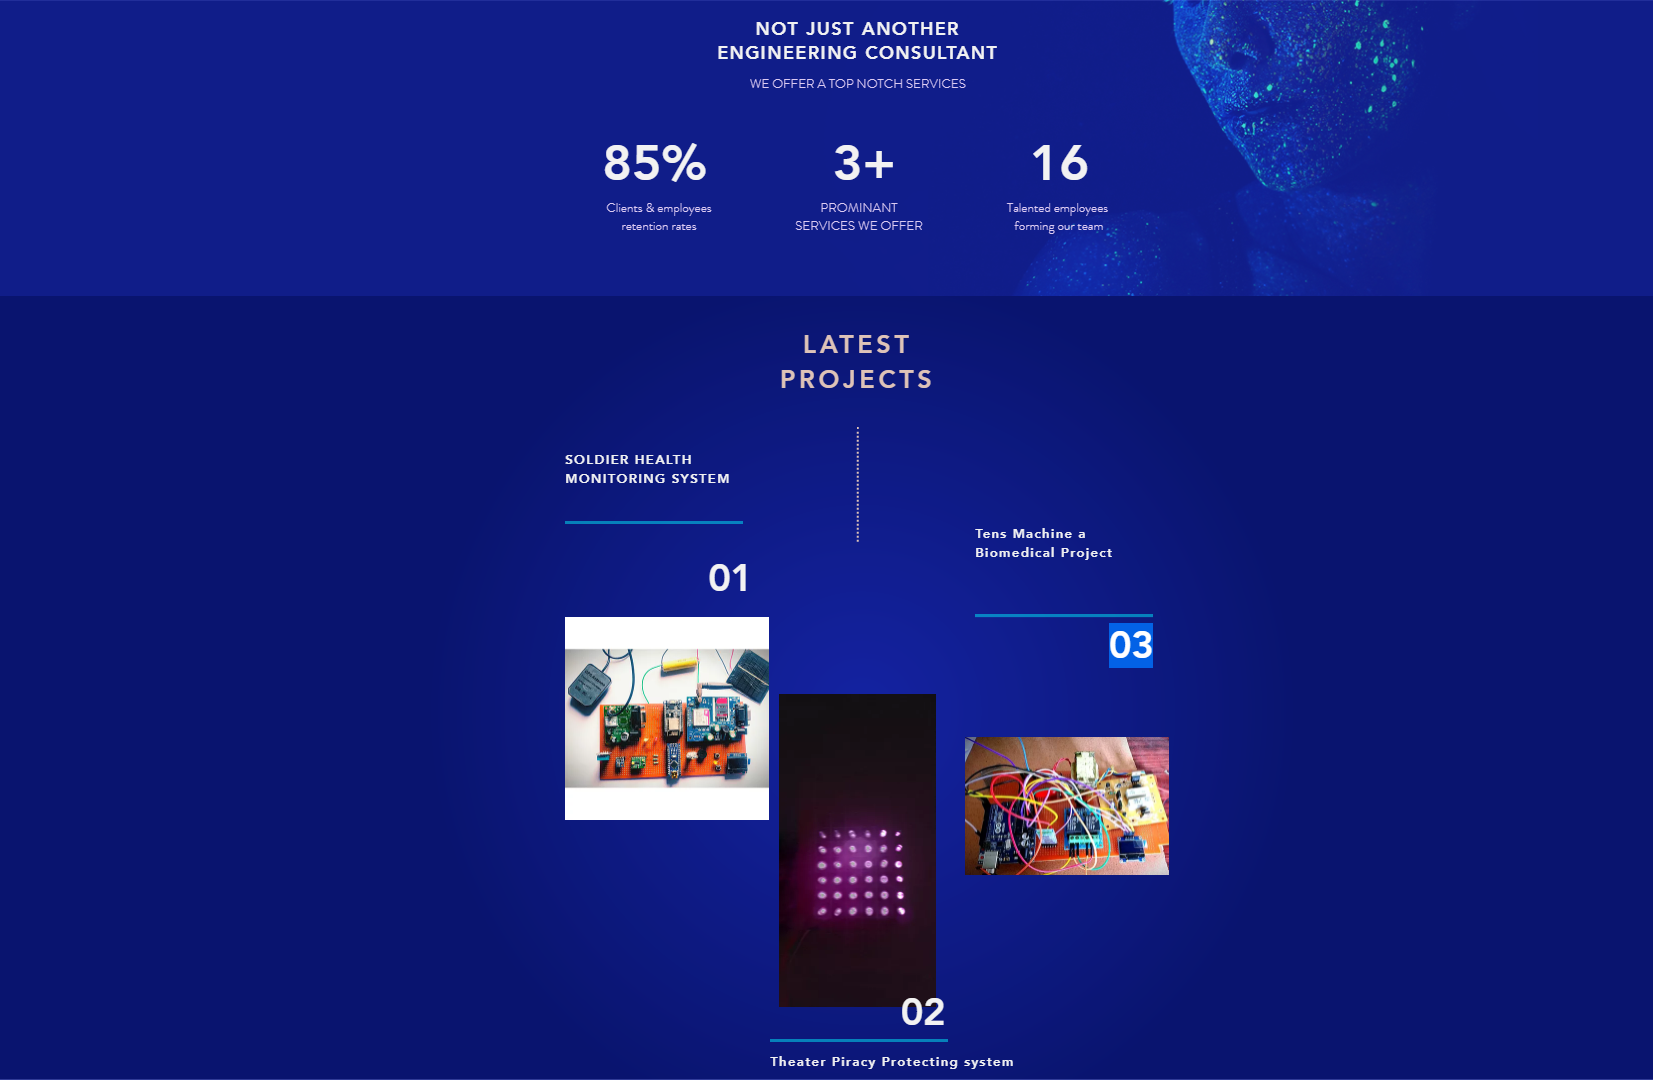 NOT JUST ANOTHER
ENGINEERING CONSULTANT
WE OFFER A TOP NOTCH SERVICES
85%
Clients & employees
retention rates
3+
PROMINANT
SERVICES WE OFFER
16
Talented employees
forming our team
LATEST
PROJECTS
SOLDIER HEALTH
MONITORING SYSTEM
01
Tens Machine a
Biomedical Project
03
02
Theater Piracy Protecting system